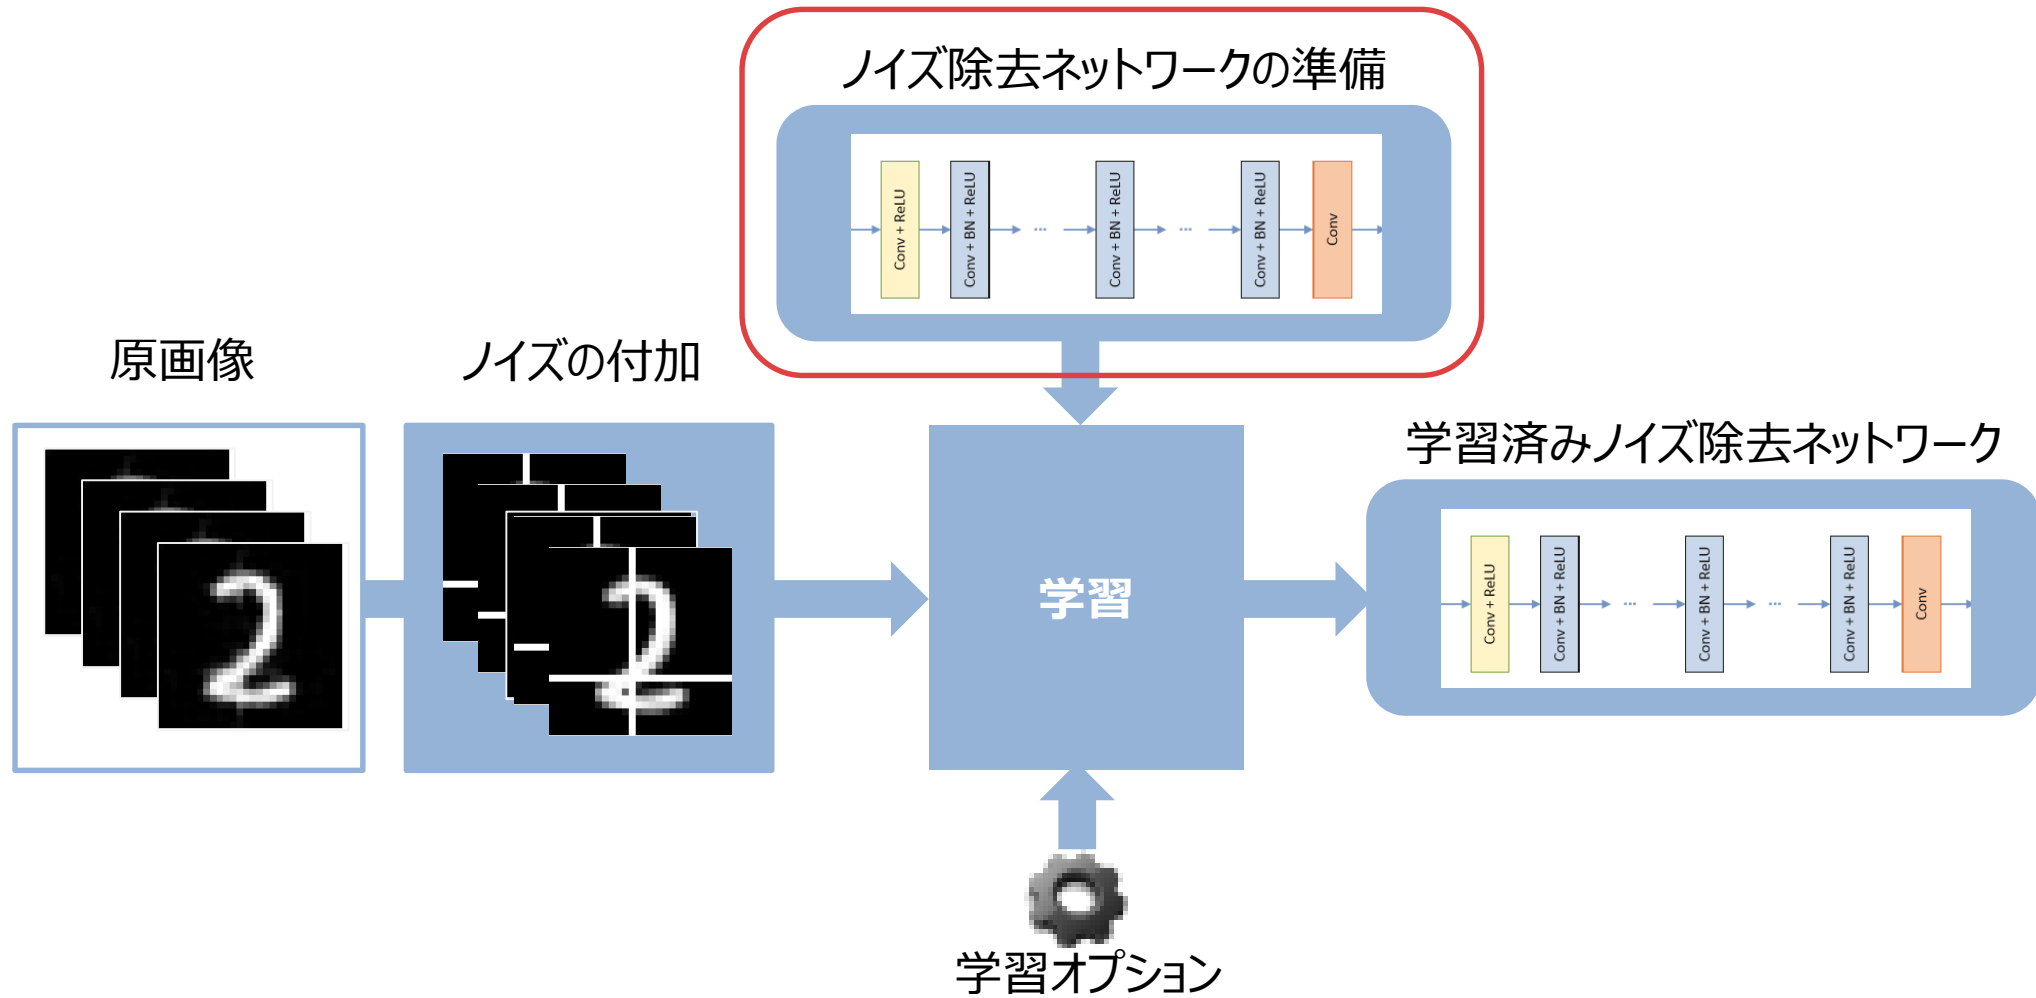 ノイズ除去ネットワークの準備
Conv + ReLU
Conv + BN + ReLU
...
Conv + BN + ReLU
...
Conv + BN + ReLU
Conv
原画像
ノイズの付加
学習
学習済みノイズ除去ネットワーク
Conv + ReLU
Conv + BN + ReLU
...
Conv + BN + ReLU
...
Conv + BN + ReLU
Conv
2
2
学習オプション